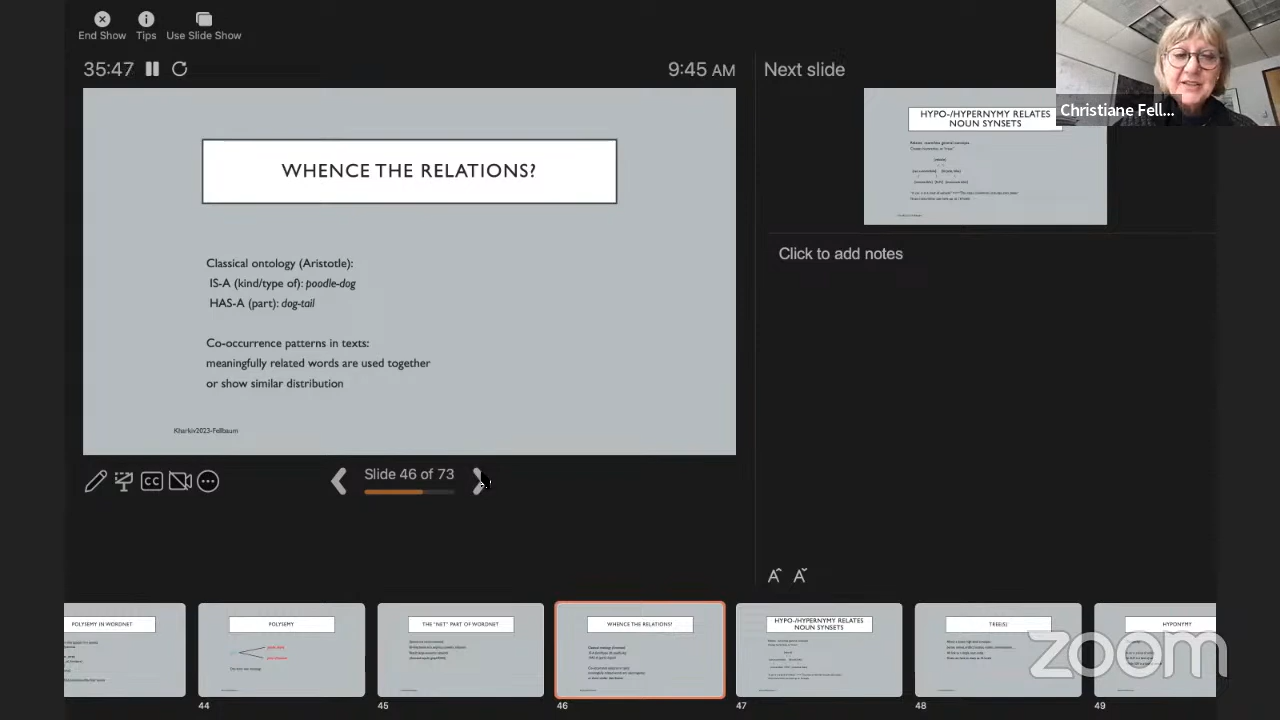 End Show
Tips
Use Slide Show
35:47
9:45 AM
Next slide
Christiane Fell...
WHENCE THE RELATIONS?
Classical ontology (Aristotle):
IS-A (kind/type of): poodle-dog
HAS-A (part): dog-tail
Co-occurrence patterns in texts:
meaningfully related words are used together
or show similar distribution
Kharkiv2023-Fellbaum
HYPO-/HYPERNYMY RELATES
NOUN SYNSETS
Click to add notes
CC
Slide 46 of 73
POLYSEMY IN WORDNET
POLYSEMY
THE "NET" PART OF WORDNET
WHENCE THE RELATIONS?
HYPO-/HYPERNYMY RELATES
NOUN SYNSETS
TREE(S)
HYPONYMY
44
45
46
47
48
49
zoom